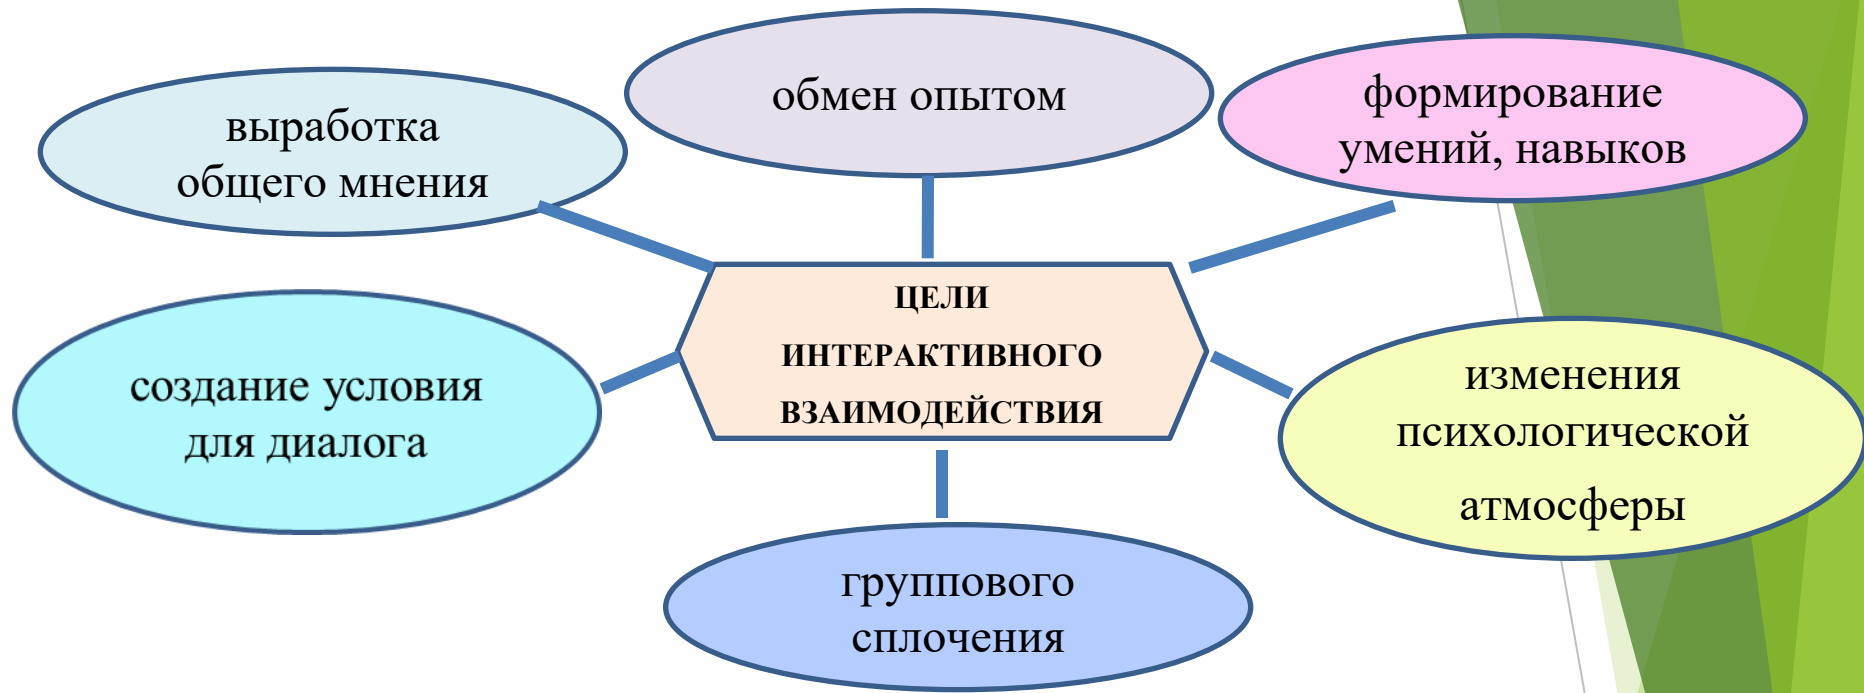 обмен опытом
формирование
умений, навыков
выработка
общего мнения
ЦЕЛИ
ИНТЕРАКТИВНОГО
ВЗАИМОДЕЙСТВИЯ
создание условия
для диалога
изменения
психологической
атмосферы
группового
сплочения